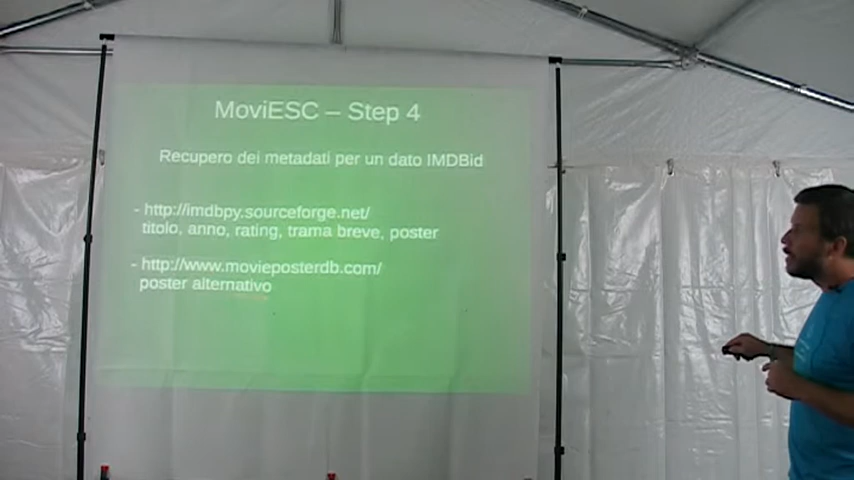 MoviESC – Step 4
Recupero dei metadati per un dato IMDBid
- http://imdbpy.sourceforge.net/
titolo, anno, rating, trama breve, poster
- http://www.movieposterdb.com/
poster alternativo